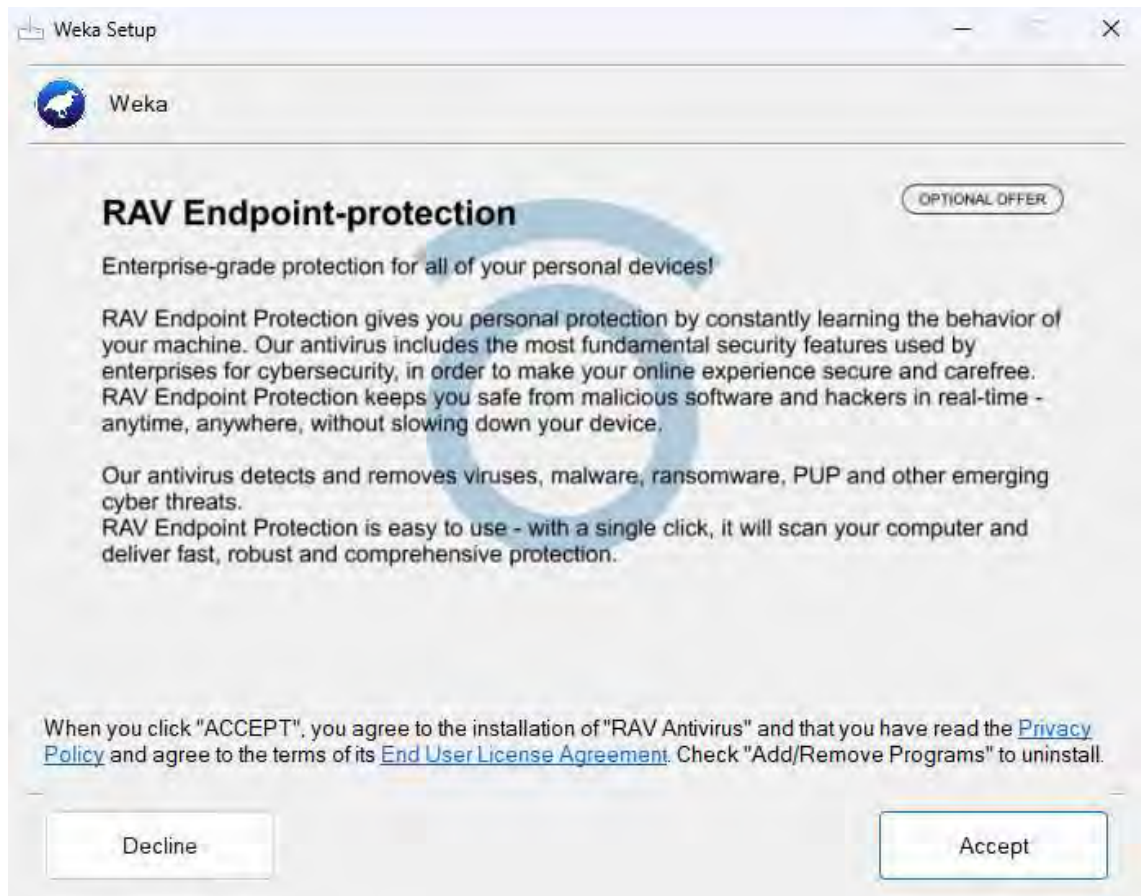 Weka Setup
Weka
RAV Endpoint-protection
OPTIONAL OFFER
Enterprise-grade protection for all of your personal devices!
RAV Endpoint Protection gives you personal protection by constantly learning the behavior of
your machine. Our antivirus includes the most fundamental security features used by
enterprises for cybersecurity, in order to make your online experience secure and carefree.
RAV Endpoint Protection keeps you safe from malicious software and hackers in real-time -
anytime, anywhere, without slowing down your device.
Our antivirus detects and removes viruses, malware, ransomware, PUP and other emerging
cyber threats.
RAV Endpoint Protection is easy to use - with a single click, it will scan your computer and
deliver fast, robust and comprehensive protection.
When you click "ACCEPT", you agree to the installation of "RAV Antivirus" and that you have read the Privacy
Policy and agree to the terms of its End User License Agreement. Check "Add/Remove Programs" to uninstall.
Decline
Accept